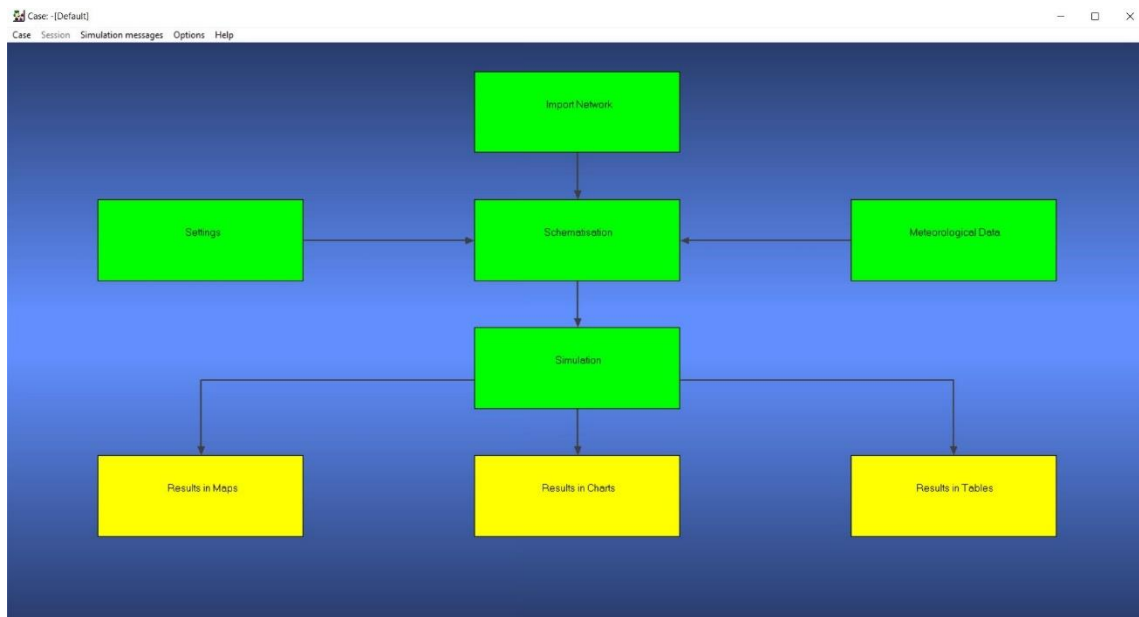 Case: -[Default]
Case Session Simulation messages Options Help
Import Network
Settings
Schematisation
Meteorological Data
Simulation
Results in Maps
Results in Charts
Results in Tables